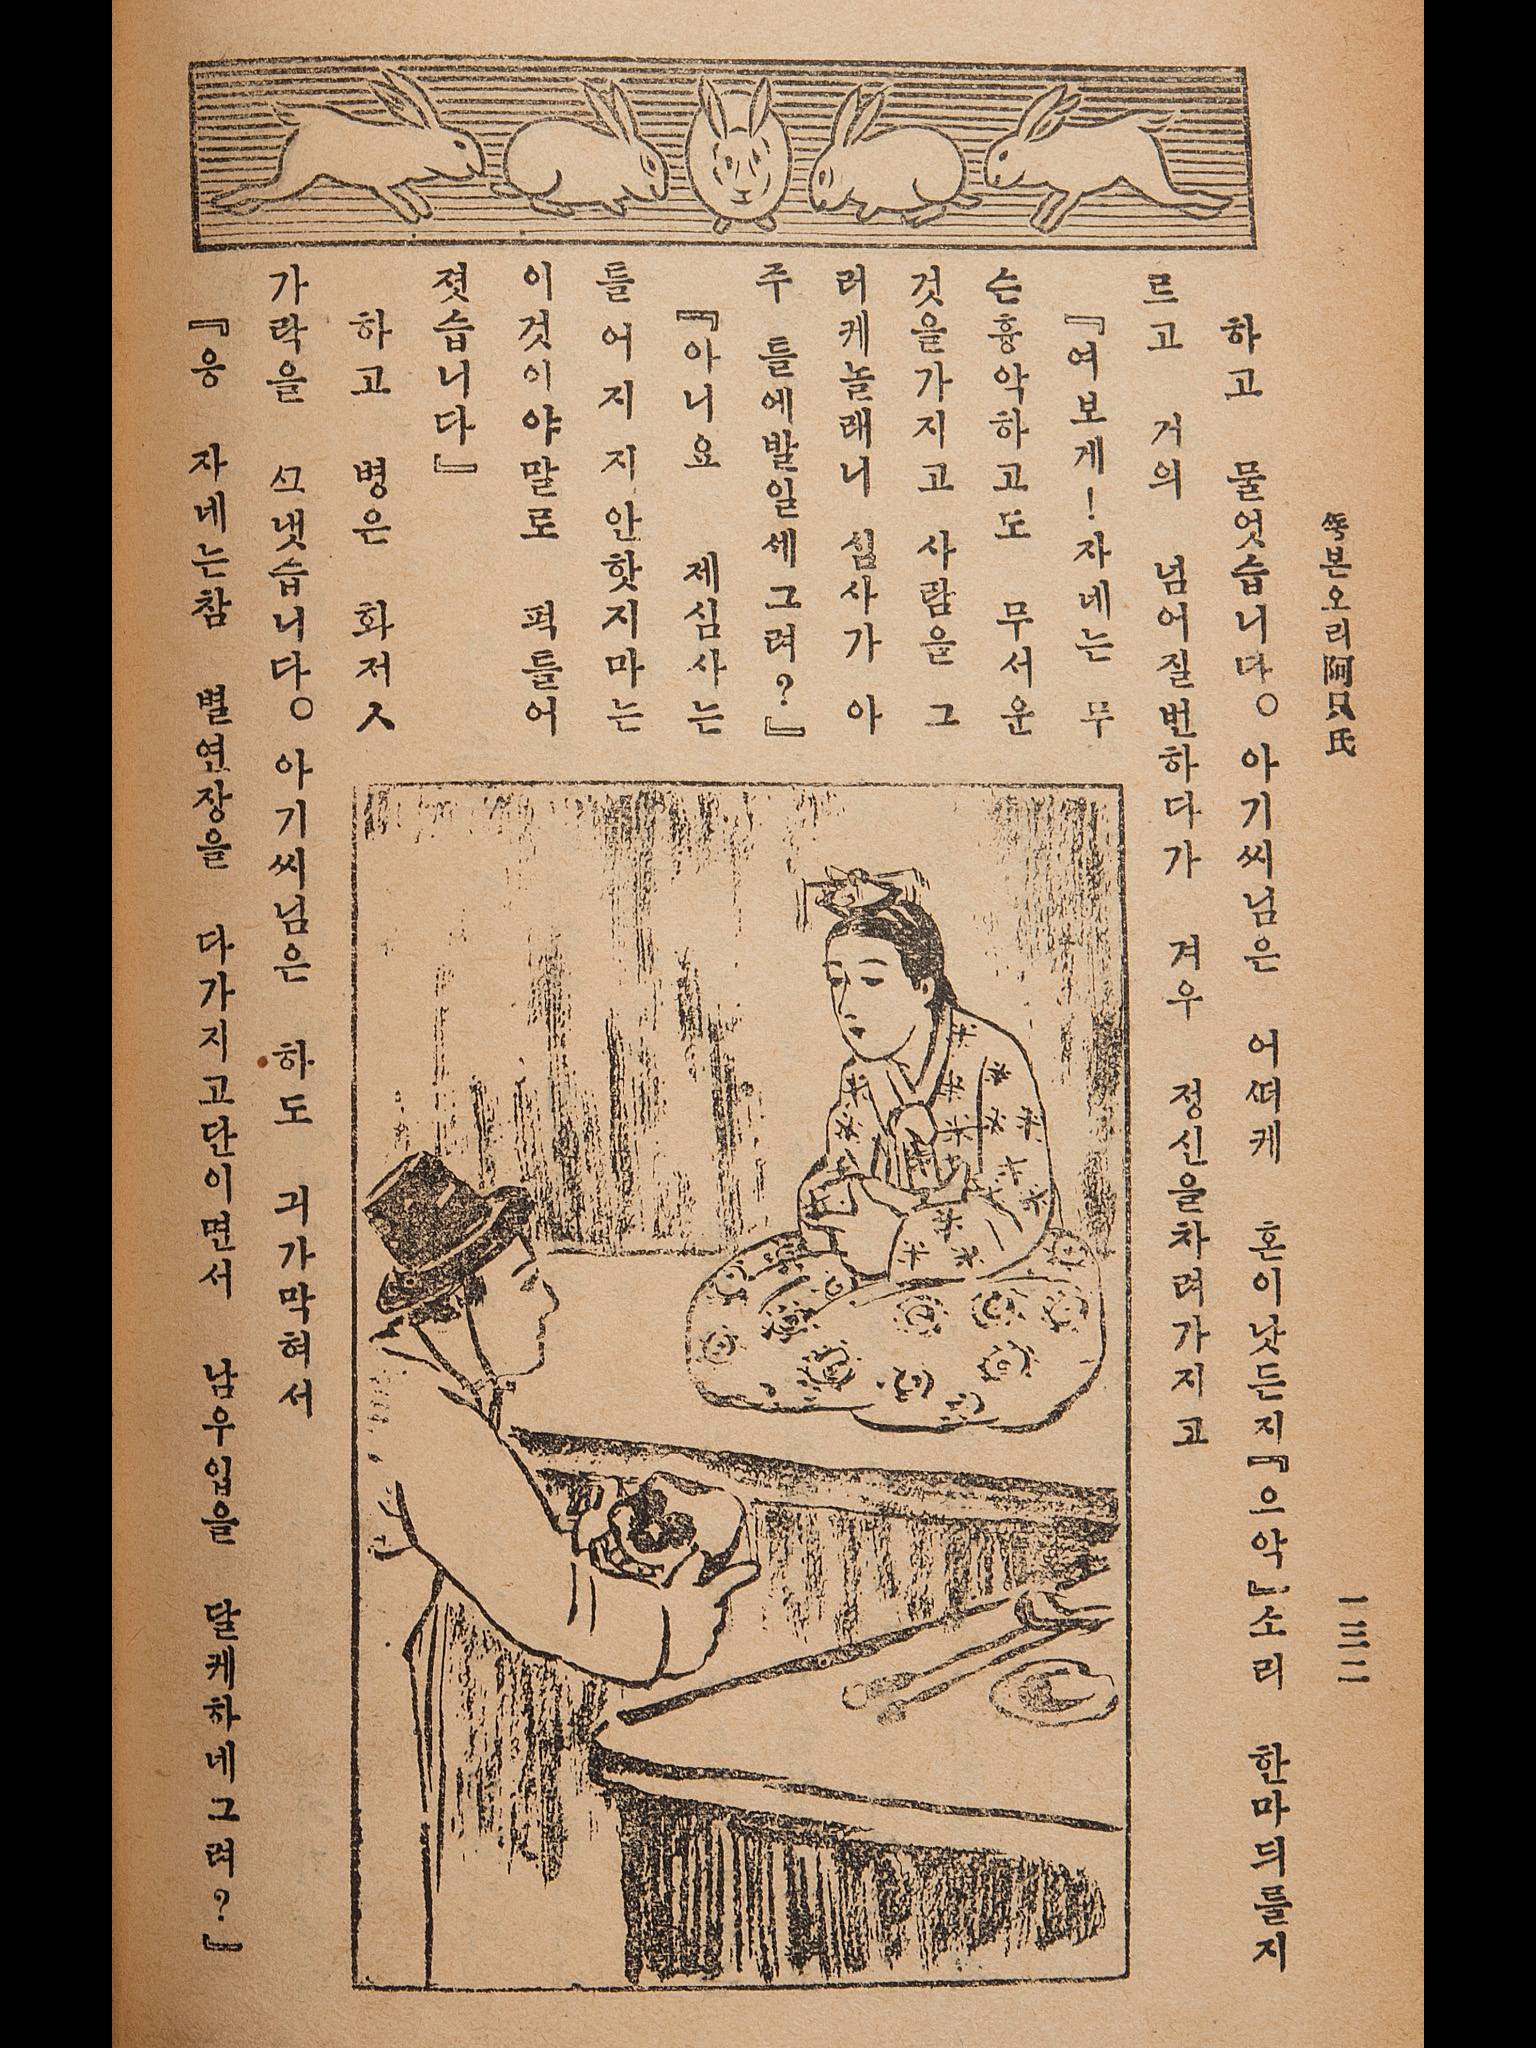 쏙본오리阿只氏
一三二
하고 물엇습니다○ 아기씨님은 어떠케 혼이낫든지『으악』소리 한마듸를지
르고 거의 넘어질번하다가 겨우 정신을차려가지고
『여보게! 자네는 무
슨흉악하고도 무서운
것을가지고 사람을 그
러케놀래니 심사가 아
주 틀에발일세그려?』
『아니요 제심사는
틀어지지안핫지마는
이것이야말로 퍽틀어
젓습니다』
하고 병은 화저人
가락을 쓰냇습니다○ 아기씨님은 하도 긔가막혀서
『응 자네는참 별연장을 다가지고단이면서 남우입을 달케하네그려?』